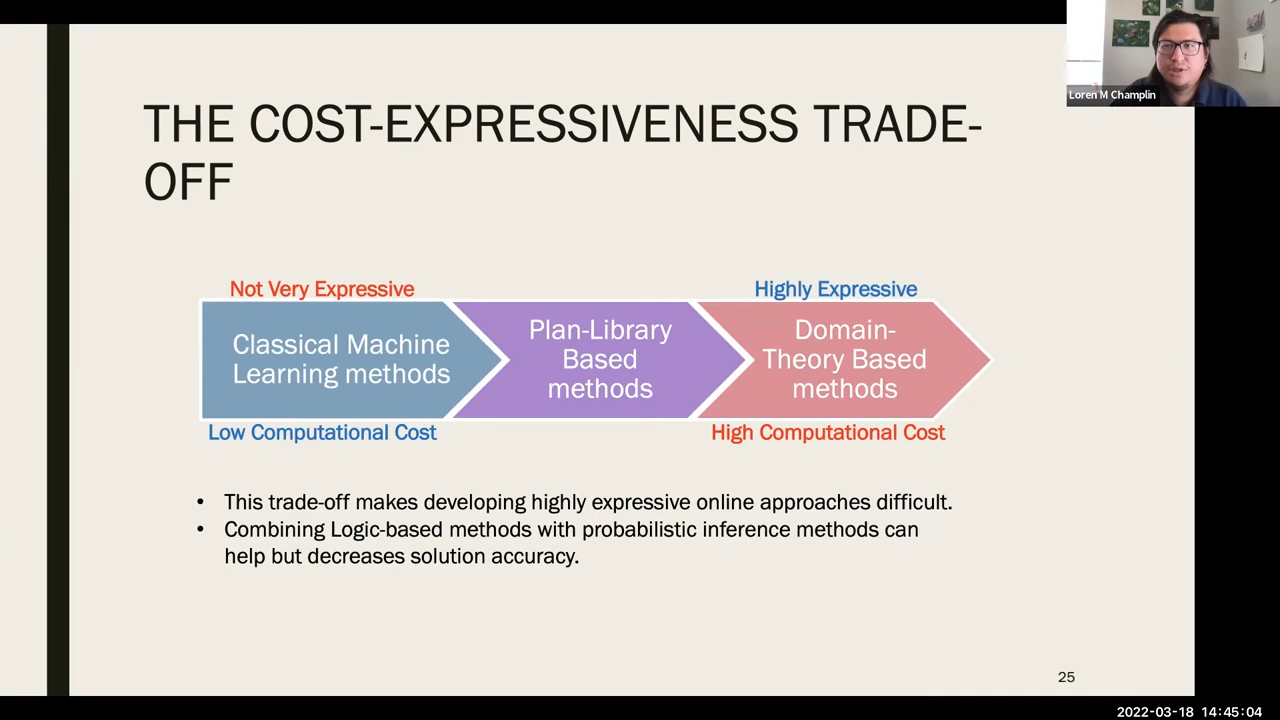 Loren M Champlin
THE COST-EXPRESSIVENESS TRADE-
OFF
Not Very Expressive
Highly Expressive
Classical Machine
Learning methods
Plan-Library
Based
methods
Domain-
Theory Based
methods
Low Computational Cost
High Computational Cost
• This trade-off makes developing highly expressive online approaches difficult.
• Combining Logic-based methods with probabilistic inference methods can
help but decreases solution accuracy.
25
2022-03-18 14:45:04